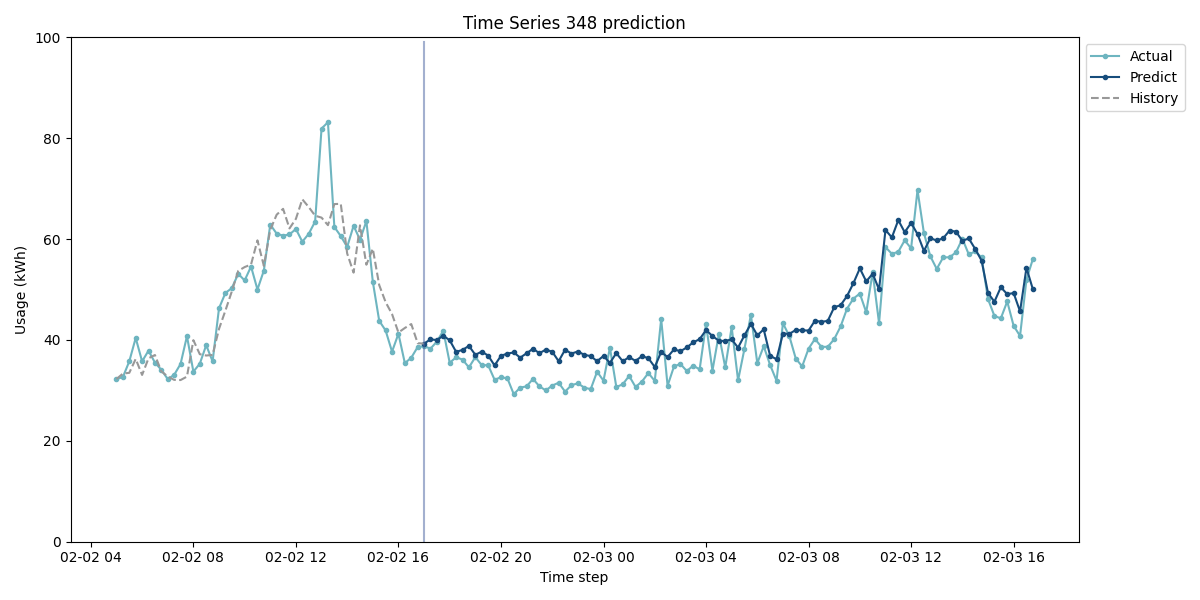 Time Series 348 prediction
100
80
60
40
20
0
Usage (kWh)
02-02 04 02-02 08 02-02 12 02-02 16 02-02 20 02-03 00 02-03 04 02-03 08 02-03 12 02-03 16
Time step
Actual
Predict
History